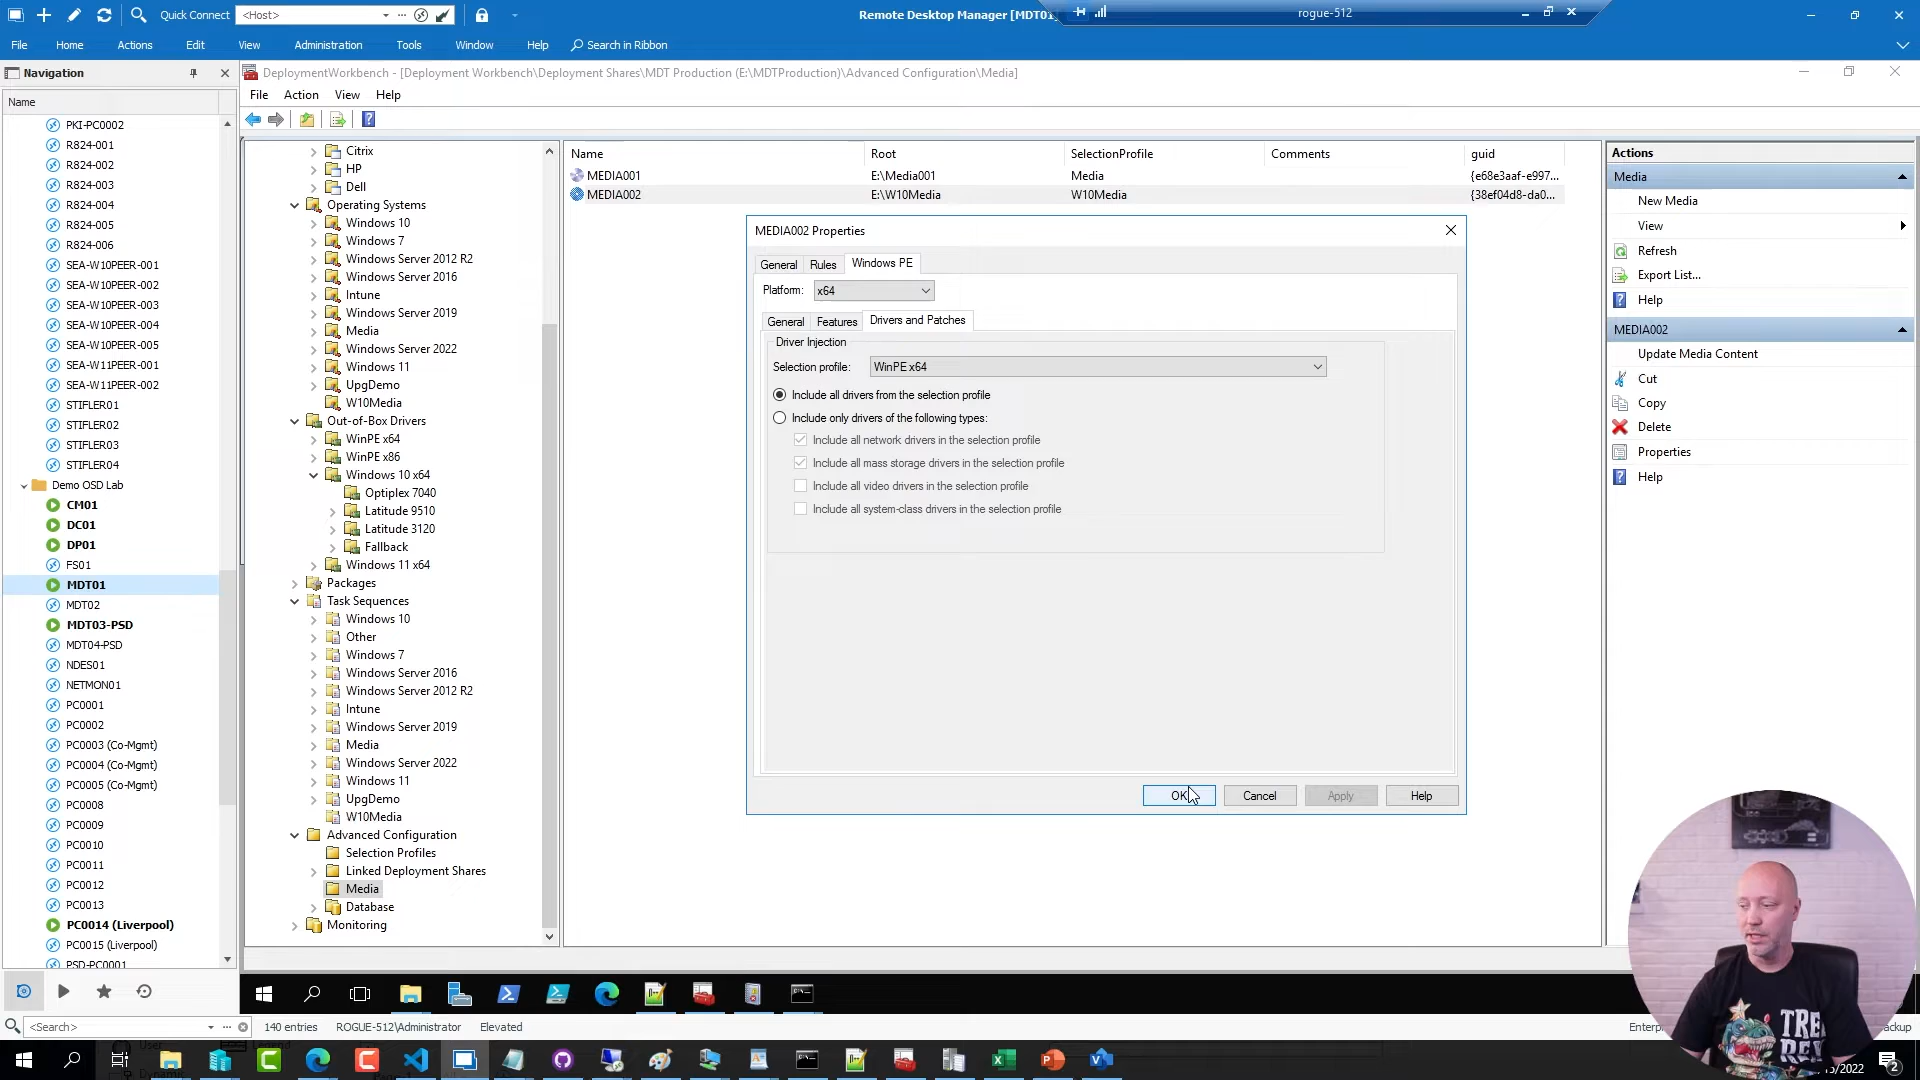 Quick Connect
<Host>
Remote Desktop Manager [MDT01
rogue-512
File
Home
Actions
Edit
View
Administration
Tools
Window
Help
Search in Ribbon
Navigation
Name
PKI-PC0002
R824-001
R824-002
R824-003
R824-004
R824-005
R824-006
SEA-W10PEER-001
SEA-W10PEER-002
SEA-W10PEER-003
SEA-W10PEER-004
SEA-W10PEER-005
SEA-W11PEER-001
SEA-W11PEER-002
STIFLER01
STIFLER02
STIFLER03
STIFLER04
Demo OSD Lab
CM01
DC01
DP01
FS01
MDT01
MDT02
MDT03-PSD
MDT04-PSD
NDES01
NETMON01
PC0001
PC0002
PC0003 (Co-Mgmt)
PC0004 (Co-Mgmt)
PC0005 (Co-Mgmt)
PC0008
PC0009
PC0010
PC0011
PC0012
PC0013
PC0014 (Liverpool)
PC0015 (Liverpool)
PSD-PC0001
DeploymentWorkbench - [Deployment Workbench\Deployment Shares\MDT Production (E:\MDTProduction)\Advanced Configuration\Media]
File
Action
View
Help
Citrix
HP
Dell
Operating Systems
Windows 10
Windows 7
Windows Server 2012 R2
Windows Server 2016
Intune
Windows Server 2019
Media
Windows Server 2022
Windows 11
UpgDemo
W10Media
Out-of-Box Drivers
WinPE x64
WinPE x86
Windows 10 x64
Optiplex 7040
Latitude 9510
Latitude 3120
Fallback
Windows 11 x64
Packages
Task Sequences
Windows 10
Other
Windows 7
Windows Server 2016
Windows Server 2012 R2
Intune
Windows Server 2019
Media
Windows Server 2022
Windows 11
UpgDemo
W10Media
Advanced Configuration
Selection Profiles
Linked Deployment Shares
Media
Database
Monitoring
Name Root SelectionProfile Comments guid
MEDIA001 E:\Media001 Media {e68e3aaf-e997...
MEDIA002 E:\W10Media W10Media {38ef04d8-da0...
MEDIA002 Properties
General
Rules
Windows PE
Platform:
x64
General
Features
Drivers and Patches
Driver Injection
Selection profile:
WinPE x64
Include all drivers from the selection profile
Include only drivers of the following types:
Include all network drivers in the selection profile
Include all mass storage drivers in the selection profile
Include all video drivers in the selection profile
Include all system-class drivers in the selection profile
OK
Cancel
Apply
Help
Actions
Media
New Media
View
Refresh
Export List...
Help
MEDIA002
Update Media Content
Cut
Copy
Delete
Properties
Help
<Search>
140 entries
ROGUE-512\Administrator
Elevated
2